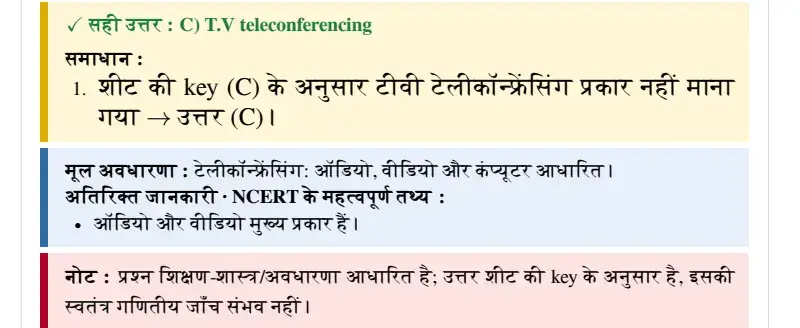 ✓ सही उत्तर : C) T.V teleconferencing
समाधान :
1. शीट की key (C) के अनुसार टीवी टेलीकॉन्फ्रेंसिंग प्रकार नहीं माना
गया → उत्तर (C)।
मूल अवधारणा : टेलीकॉन्फ्रेंसिंग: ऑडियो, वीडियो और कंप्यूटर आधारित।
अतिरिक्त जानकारी · NCERT के महत्वपूर्ण तथ्य :
• ऑडियो और वीडियो मुख्य प्रकार हैं।
नोट : प्रश्न शिक्षण-शास्त्र/अवधारणा आधारित है; उत्तर शीट की key के अनुसार है, इसकी
स्वतंत्र गणितीय जाँच संभव नहीं।